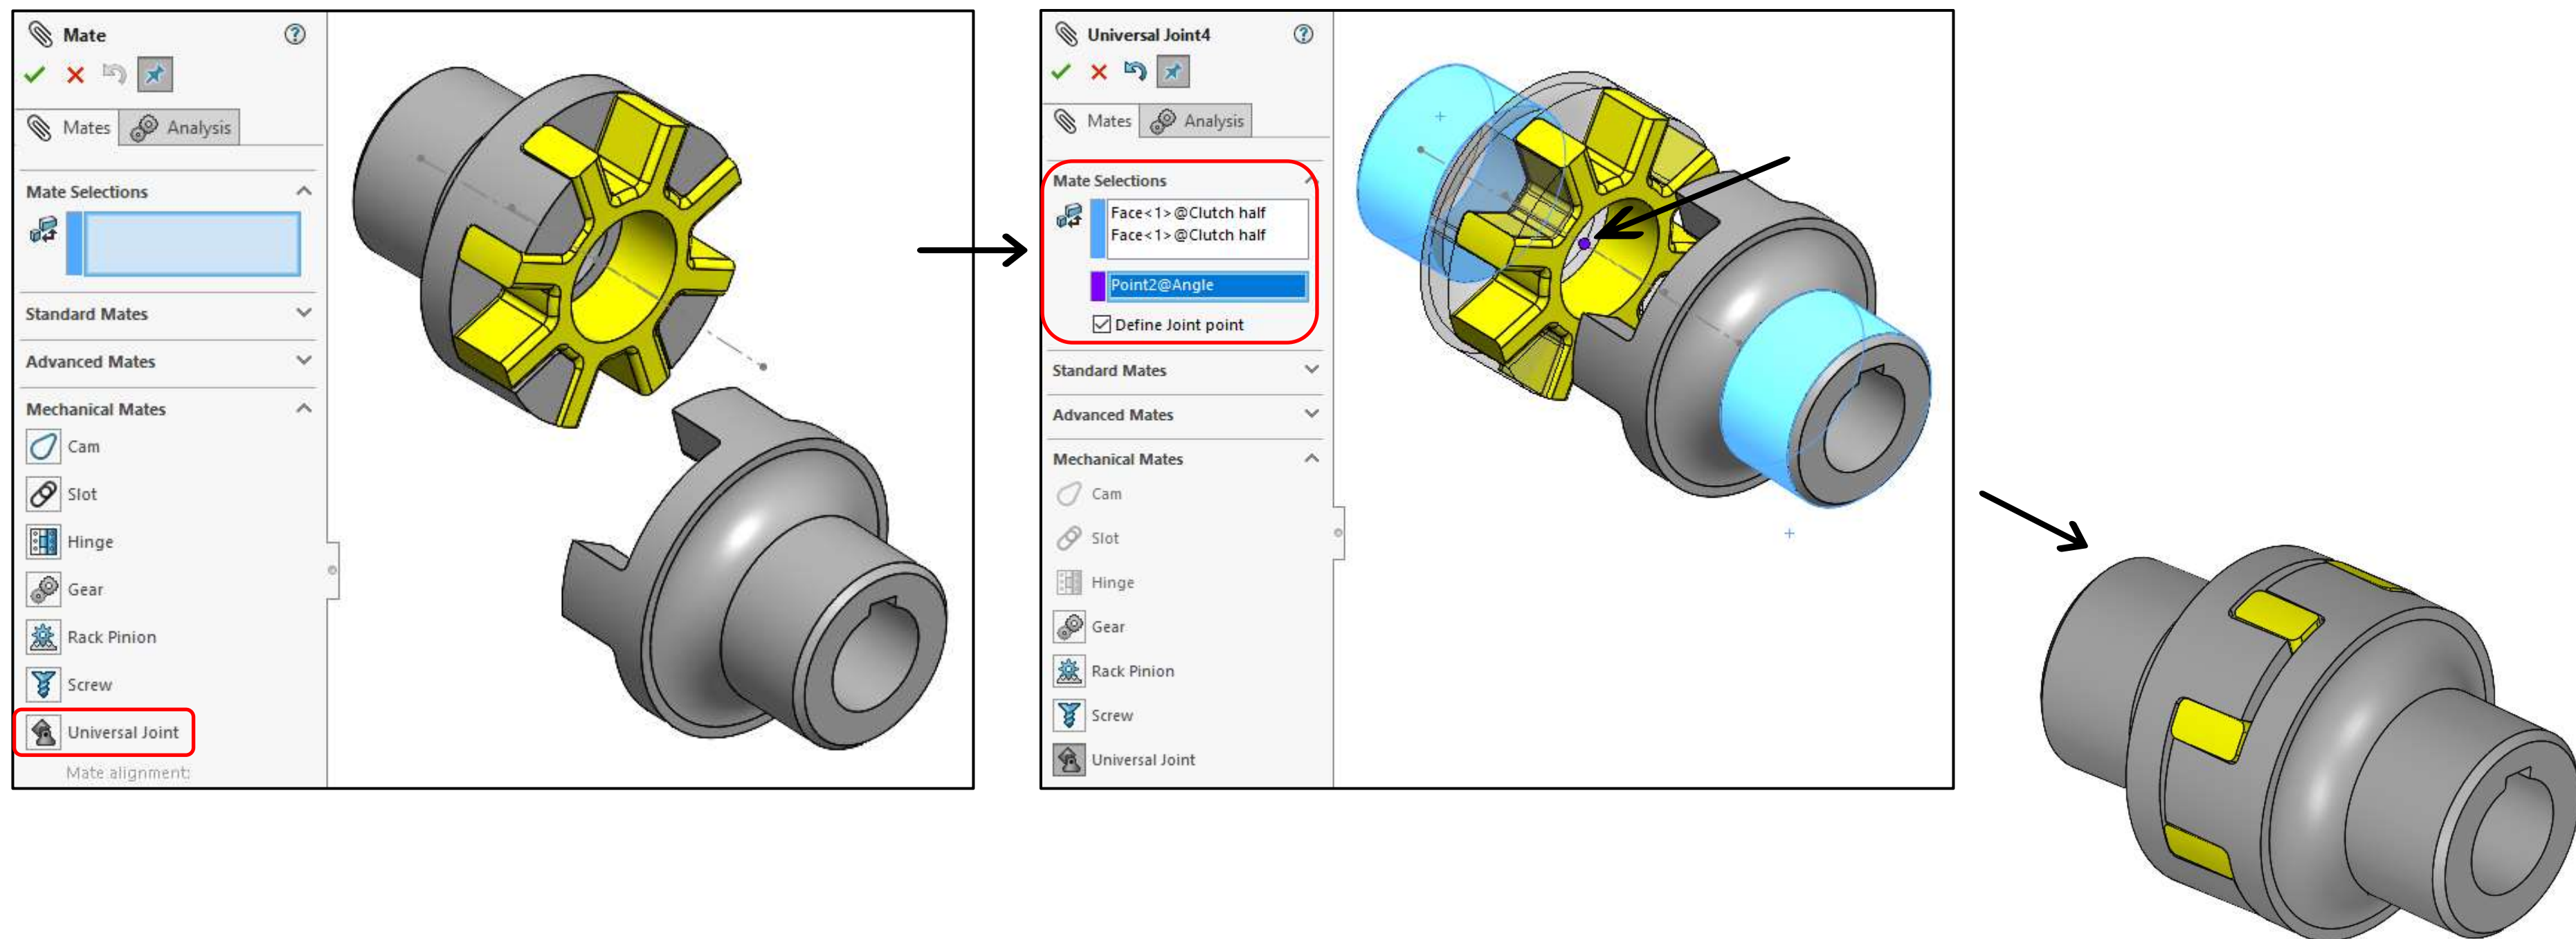 Mate
Mates
Analysis
Mate Selections
Standard Mates
Advanced Mates
Mechanical Mates
Cam
Slot
Hinge
Gear
Rack Pinion
Screw
Universal Joint
Mate alignment:
Universal Joint4
Mates
Analysis
Mate Selections
Face<1>@Clutch half
Face<1>@Clutch half
Point2@Angle
Define Joint point
Standard Mates
Advanced Mates
Mechanical Mates
Cam
Slot
Hinge
Gear
Rack Pinion
Screw
Universal Joint